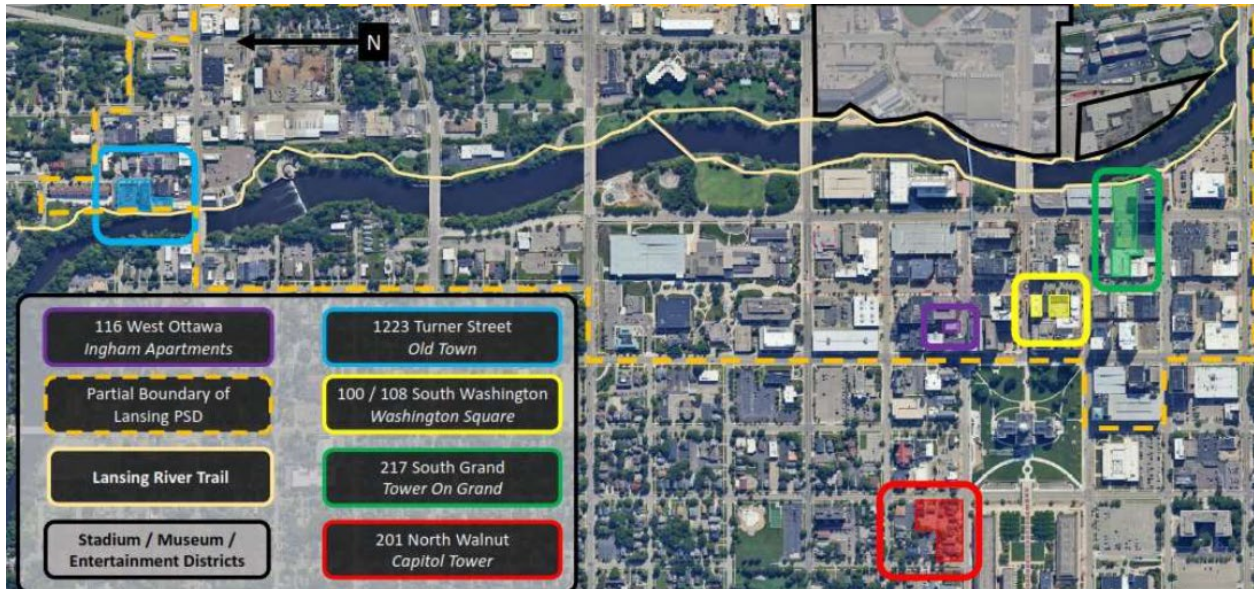 N
116 West Ottawa
Ingham Apartments
1223 Turner Street
Old Town
Partial Boundary of
Lansing PSD
100 / 108 South Washington
Washington Square
Lansing River Trail
217 South Grand
Tower On Grand
Stadium / Museum /
Entertainment Districts
201 North Walnut
Capitol Tower